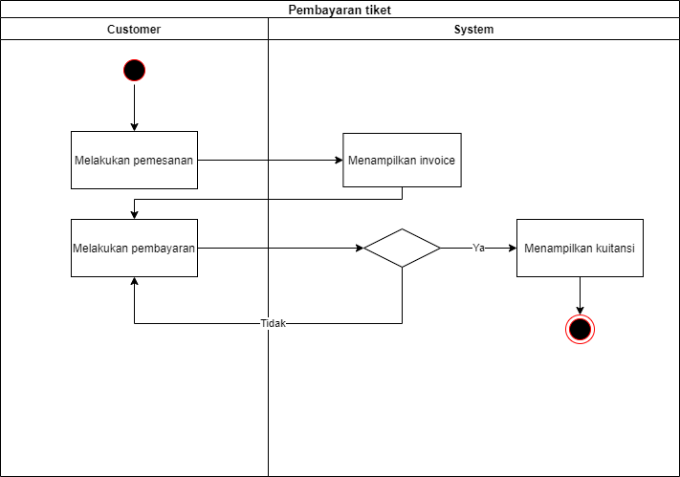 Pembayaran tiket
Customer
System
Melakukan pemesanan
Menampilkan invoice
Melakukan pembayaran
Ya
Menampilkan kuitansi
Tidak